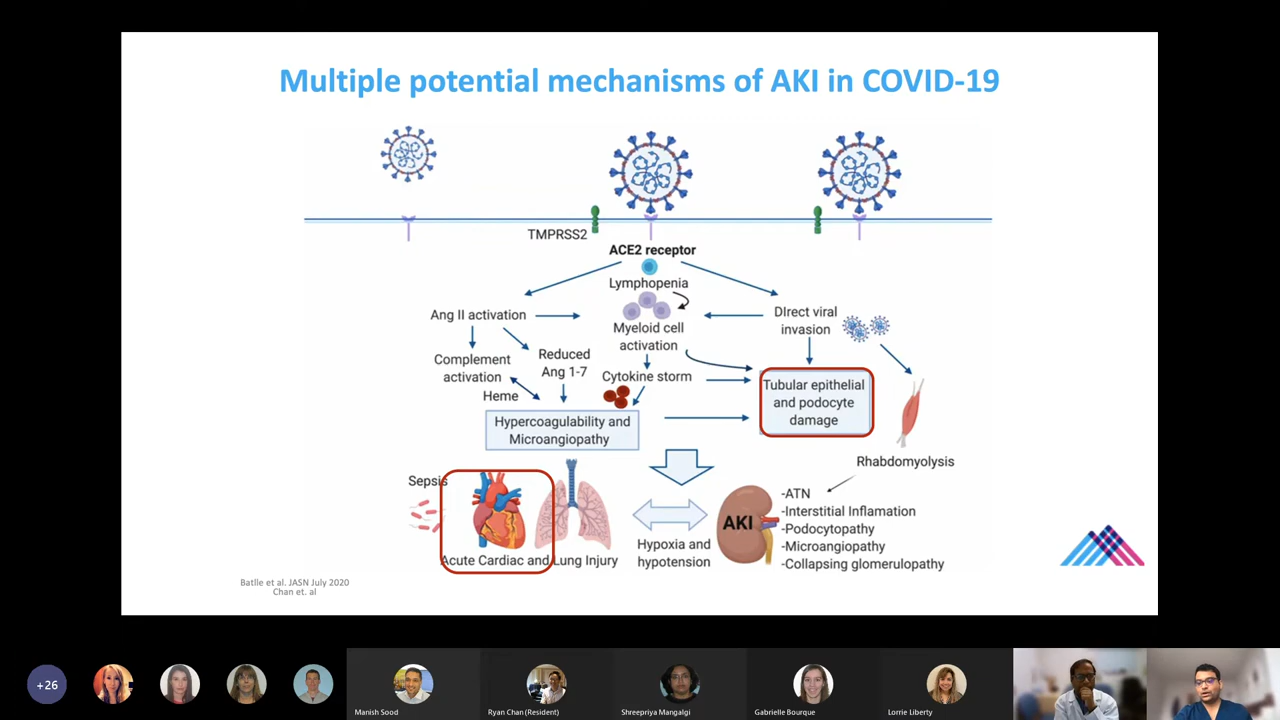 Multiple potential mechanisms of AKI in COVID-19
TMPRSS2
ACE2 receptor
Lymphopenia
Ang II activation
Myeloid cell
activation
DIrect viral
invasion
Complement
activation
Reduced
Ang 1-7
Heme
Cytokine storm
Tubular epithelial
and podocyte
damage
Hypercoagulability and
Microangiopathy
Rhabdomyolysis
Sepsis
Acute Cardiac and Lung Injury
Hypoxia and
hypotension
AKI
-ATN
-Interstitial Inflamation
-Podocytopathy
-Microangiopathy
-Collapsing glomerulopathy
Batlle et al. JASN July 2020
Chan et. al
+26
Manish Sood
Ryan Chan (Resident)
Shreepriya Mangalgi
Gabrielle Bourque
Lorrie Liberty